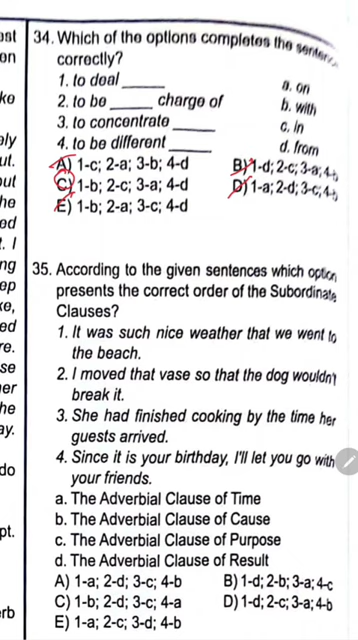 34. Which of the options completes the
correctly?
1. to deal ____
a. on
2. to be ____ charge of
b. with
3. to concentrate ____
c. in
4. to be different ____
d. from
A) 1-c; 2-a; 3-b; 4-d
B) 1-d; 2-c; 3-a; 4-b
C) 1-b; 2-c; 3-a; 4-d
D) 1-a; 2-d; 3-c; 4-b
E) 1-b; 2-a; 3-c; 4-d
35. According to the given sentences which option
presents the correct order of the Subordinate
Clauses?
1. It was such nice weather that we went to
the beach.
2. I moved that vase so that the dog wouldn't
break it.
3. She had finished cooking by the time her
guests arrived.
4. Since it is your birthday, I'll let you go with
your friends.
a. The Adverbial Clause of Time
b. The Adverbial Clause of Cause
c. The Adverbial Clause of Purpose
d. The Adverbial Clause of Result
A) 1-a; 2-d; 3-c; 4-b
B) 1-d; 2-b; 3-a; 4-c
C) 1-b; 2-d; 3-c; 4-a
D) 1-d; 2-c; 3-a; 4-b
E) 1-a; 2-c; 3-d; 4-b